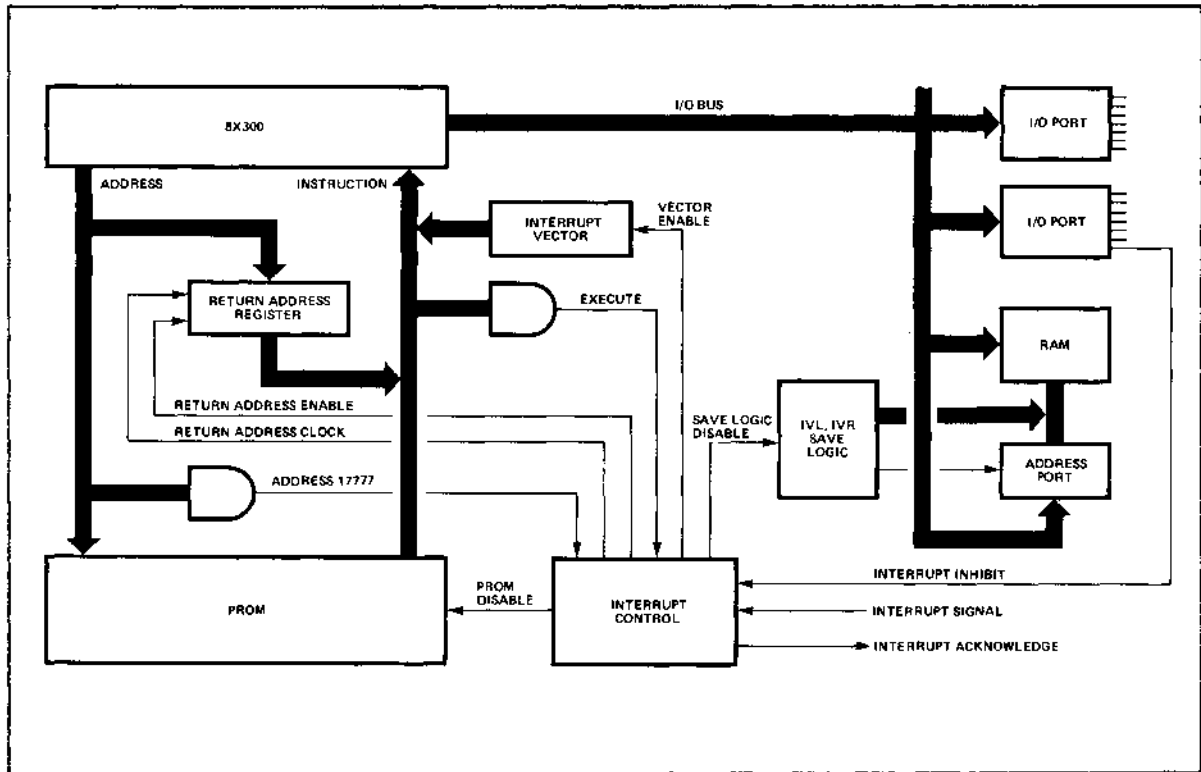 8X300
I/O BUS
I/O PORT
ADDRESS
INSTRUCTION
INTERRUPT
VECTOR
VECTOR
ENABLE
I/O PORT
RETURN ADDRESS
REGISTER
EXECUTE
RAM
RETURN ADDRESS ENABLE
RETURN ADDRESS CLOCK
SAVE LOGIC
DISABLE
IVL, IVR
SAVE
LOGIC
ADDRESS
PORT
ADDRESS 17777
PROM
PROM
DISABLE
INTERRUPT
CONTROL
INTERRUPT INHIBIT
INTERRUPT SIGNAL
INTERRUPT ACKNOWLEDGE